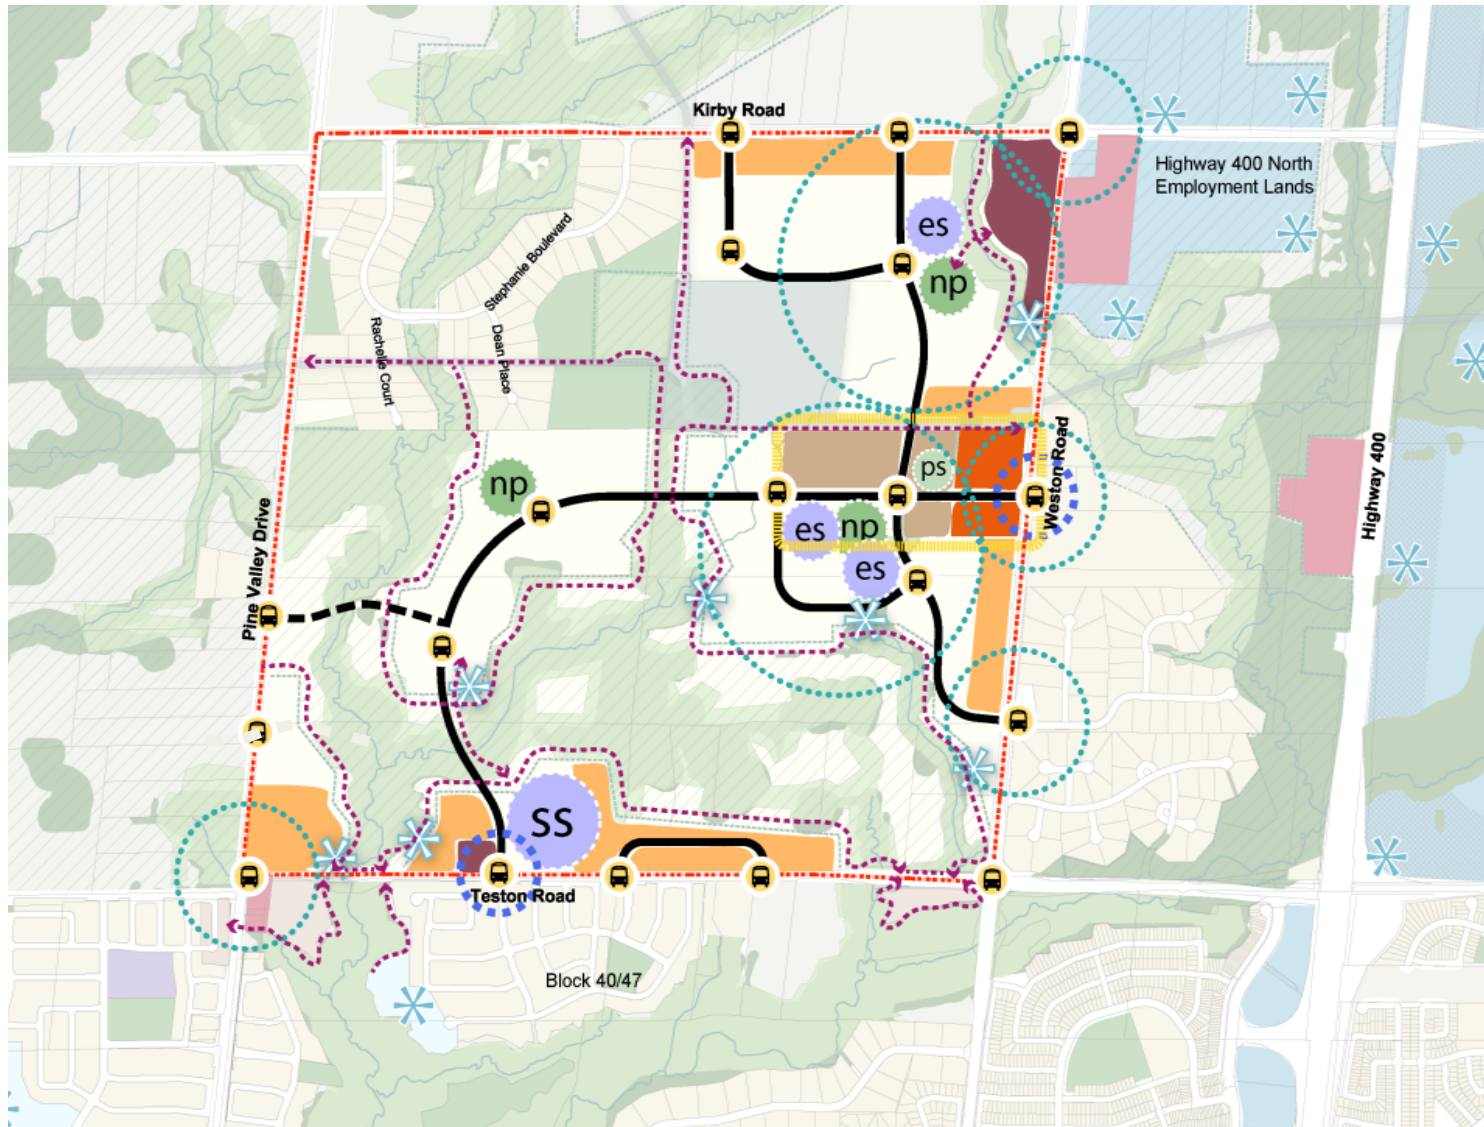 Kirby Road
Highway 400 North
Employment Lands
es
np
Stephanie Boulevard
Rachelle Court
Dean Place
ps
np
es
np
es
Weston Road
Highway 400
Pine Valley Drive
ss
Teston Road
Block 40/47